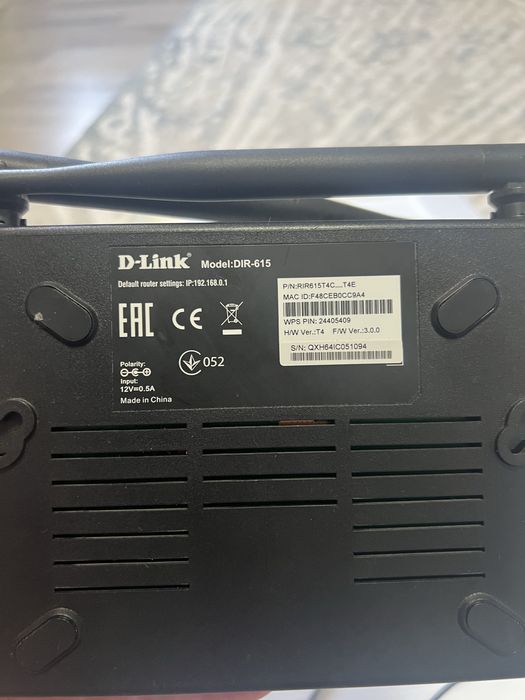 D-Link Model:DIR-615
Default router settings: IP:192.168.0.1
EAC CE
052
Polarity:
Input:
12V=0.5A
Made in China
P/N:RIR615T4C....T4E
MAC ID:F48CEB0CC9A4
WPS PIN: 24405409
H/W Ver.:T4 F/W Ver.:3.0.0
S/N: QXH64IC051094